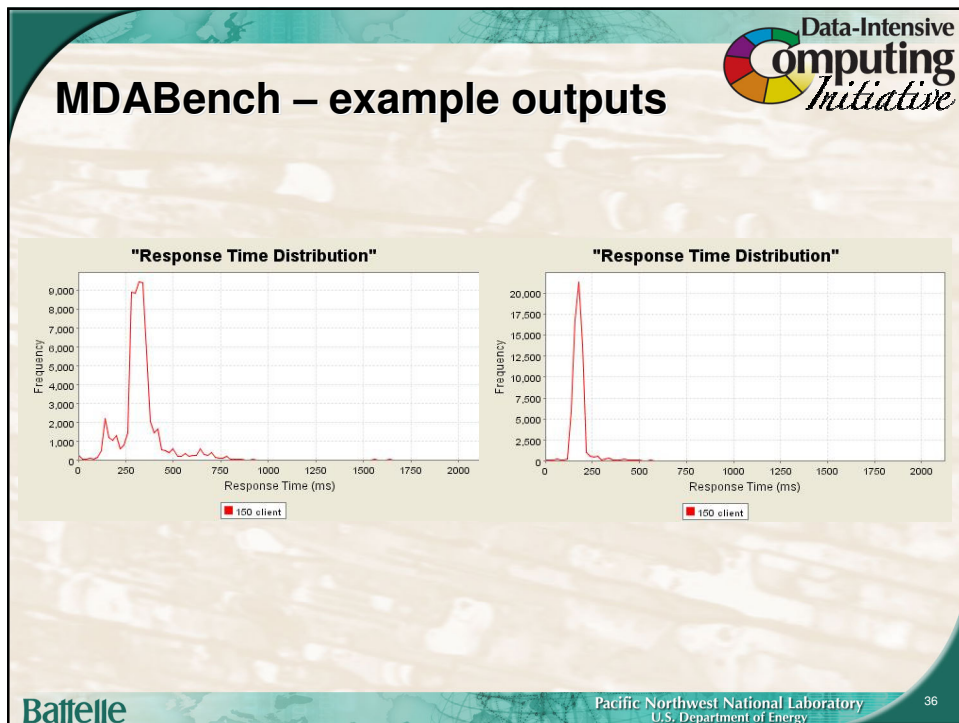 Data-Intensive
Computing
Initiative
MDABench – example outputs
"Response Time Distribution"
9,000
8,000
7,000
6,000
5,000
4,000
3,000
2,000
1,000
0
Frequency
0 250 500 750 1000 1250 1500 1750 2000
Response Time (ms)
150 client
"Response Time Distribution"
20,000
17,500
15,000
12,500
10,000
7,500
5,000
2,500
0
Frequency
0 250 500 750 1000 1250 1500 1750 2000
Response Time (ms)
150 client
Battelle
Pacific Northwest National Laboratory
U.S. Department of Energy
36